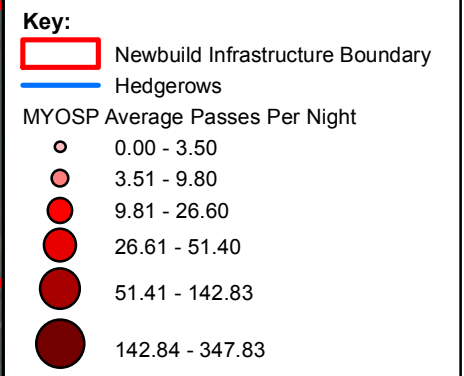 Key:
Newbuild Infrastructure Boundary
Hedgerows
MYOSP Average Passes Per Night
0.00 - 3.50
3.51 - 9.80
9.81 - 26.60
26.61 - 51.40
51.41 - 142.83
142.84 - 347.83